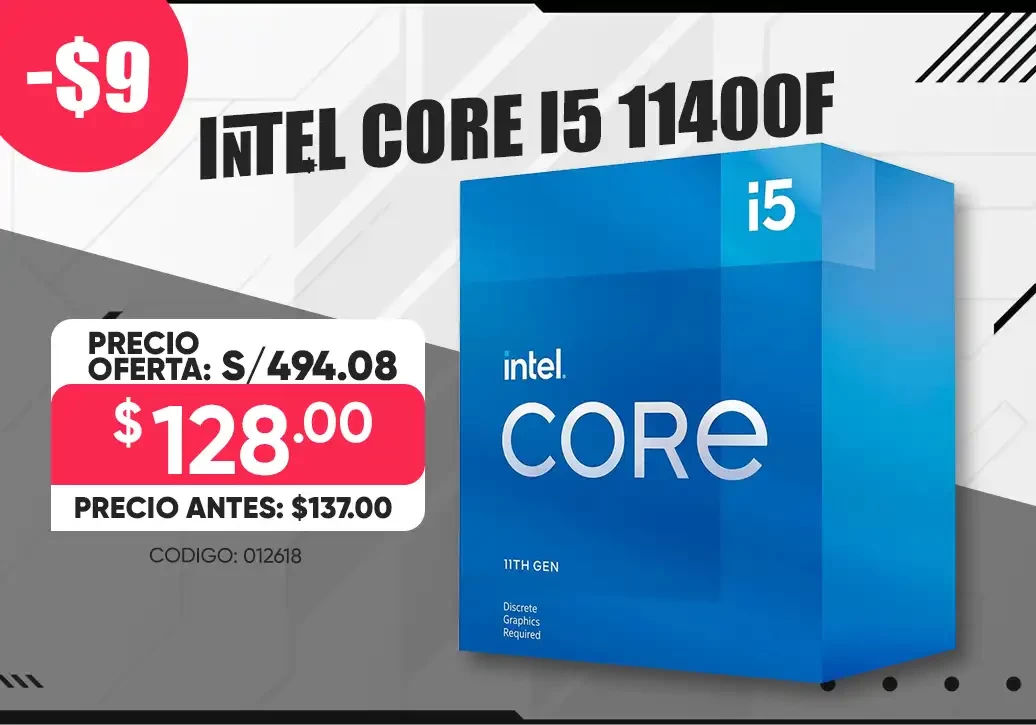 -$9
INTEL CORE I5 11400F
i5
PRECIO
OFERTA: S/494.08
$128.00
PRECIO ANTES: $137.00
CODIGO: 012618
intel.
CORe
11TH GEN
Discrete
Graphics
Required